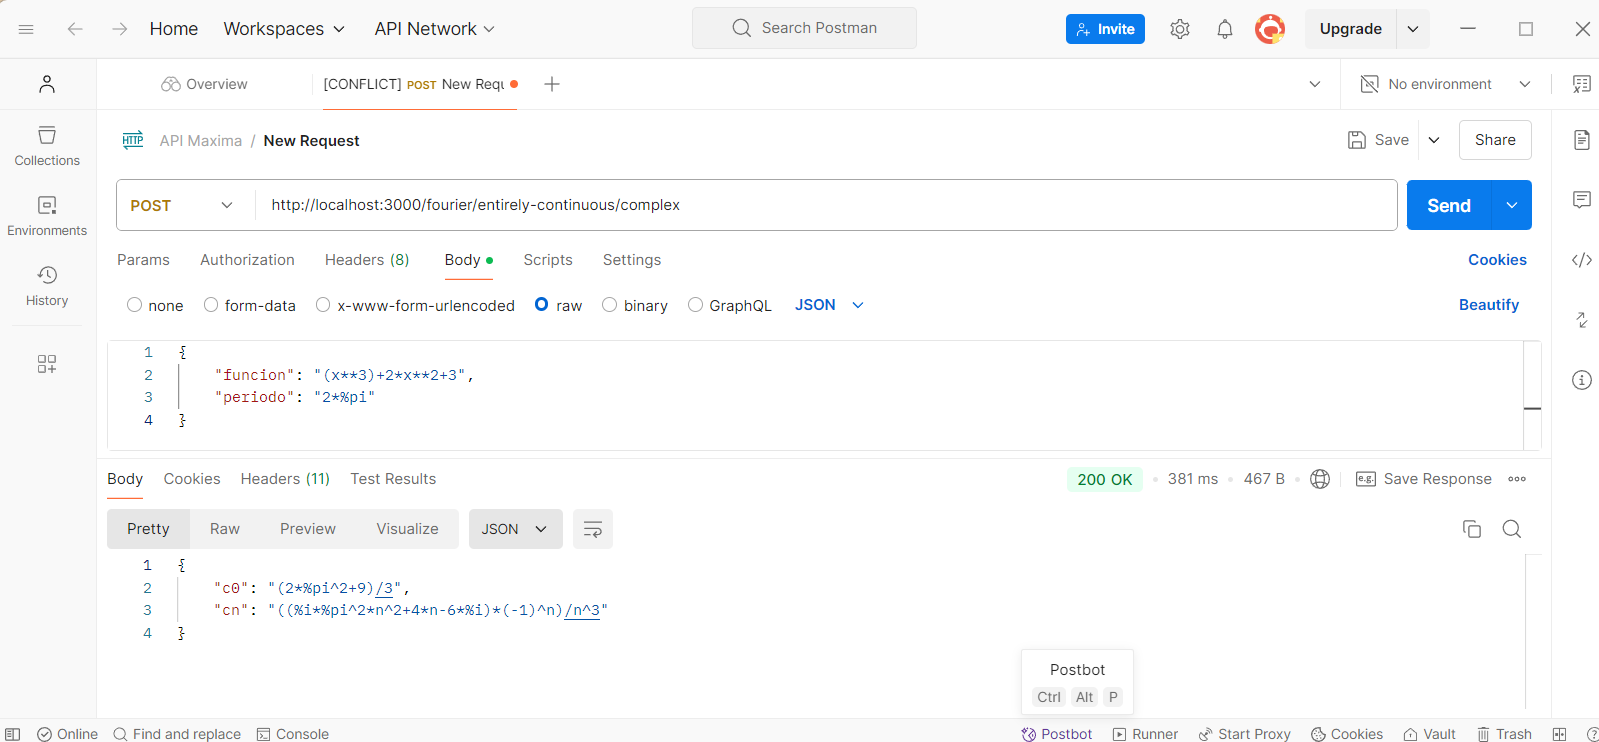 Home Workspaces API Network Search Postman Invite Upgrade
Overview [CONFLICT] POST New Requ No environment
HTTP API Maxima / New Request Save Share
POST http://localhost:3000/fourier/entirely-continuous/complex Send
Collections
Environments
History
Params Authorization Headers (8) Body Scripts Settings Cookies
none form-data x-www-form-urlencoded raw binary GraphQL JSON Beautify
1 {
2 "funcion": "(x**3)+2*x**2+3",
3 "periodo": "2*%pi"
4 }
Body Cookies Headers (11) Test Results 200 OK 381 ms 467 B e.g. Save Response
Pretty Raw Preview Visualize JSON
1 {
2 "c0": "(2*%pi^2+9)/3",
3 "cn": "((%i*%pi^2*n^2+4*n-6*%i)*(-1)^n)/n^3"
4 }
Postbot
Ctrl Alt P
Online Find and replace Console Postbot Runner Start Proxy Cookies Vault Trash